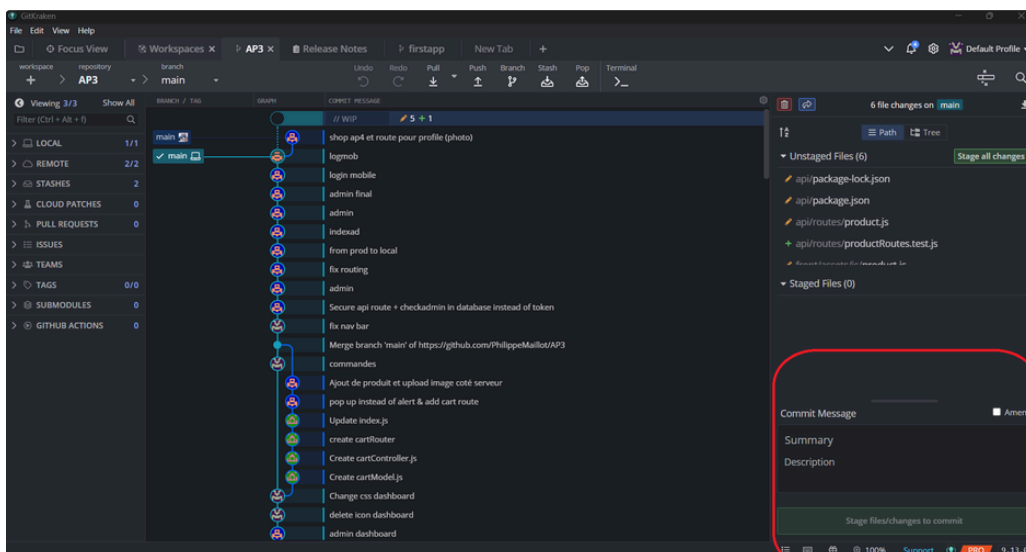 GitKraken
File Edit View Help
Focus View Workspaces × AP3 × Release Notes firstapp New Tab + Default Profile
workspace repository branch Undo Redo Pull Push Branch Stash Pop Terminal
+ > AP3 > main
Viewing 3/3 Show All
Filter (Ctrl + Alt + f)
LOCAL 1/1
REMOTE 2/2
STASHES 2
CLOUD PATCHES 0
PULL REQUESTS 0
ISSUES
TEAMS
TAGS 0/0
SUBMODULES 0
GITHUB ACTIONS 0
BRANCH / TAG GRAPH COMMIT MESSAGE
// WIP 5 + 1
main shop ap4 et route pour profile (photo)
✓ main logmob
login mobile
admin final
admin
indexad
from prod to local
fix routing
admin
Secure api route + checkadmin in database instead of token
fix nav bar
Merge branch 'main' of https://github.com/PhilippeMaillot/AP3
commandes
Ajout de produit et upload image coté serveur
pop up instead of alert & add cart route
Update index.js
create cartRouter
Create cartController.js
Create cartModel.js
Change css dashboard
delete icon dashboard
admin dashboard
6 file changes on main
Path Tree
Unstaged Files (6) Stage all changes
api/package-lock.json
api/package.json
api/routes/product.js
+ api/routes/productRoutes.test.js
front/assets/js/product.js
Staged Files (0)
Commit Message Amen
Summary
Description
Stage files/changes to commit
100% Support PRO 9.13